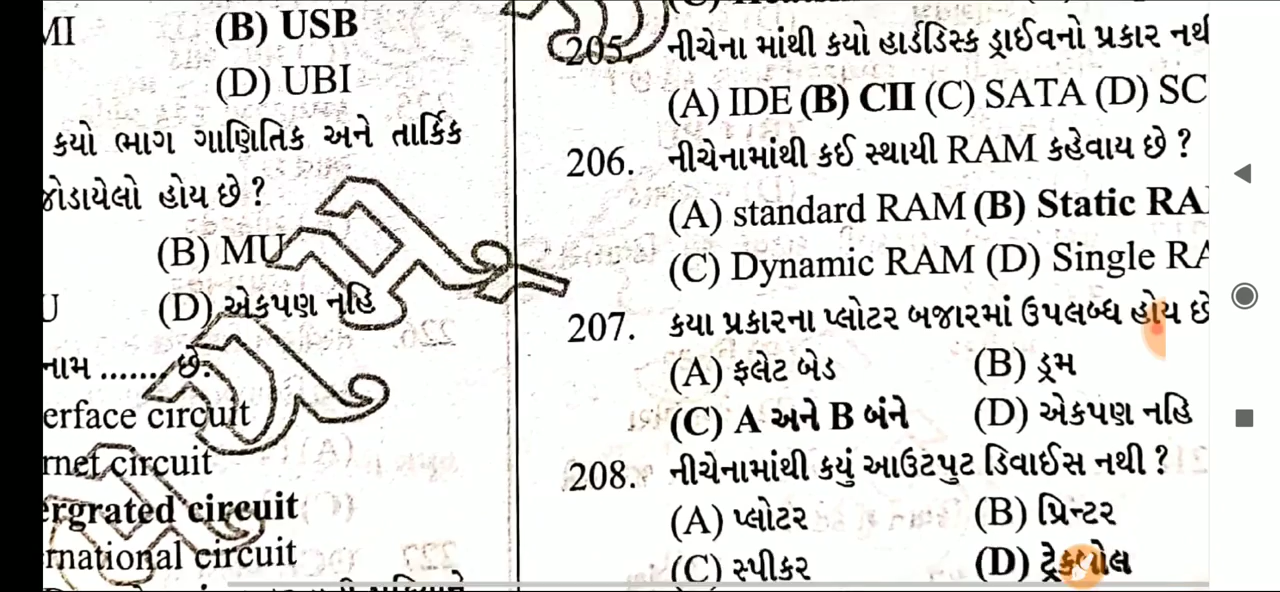 (B) USB
(D) UBI
કયો ભાગ ગાણિતિક અને તાર્કિક
જોડાયેલો હોય છે ?
(B) MU
(D) એકપણ નહિ
નામ ....... છે.
erface circuit
rnet circuit
ergrated circuit
rnational circuit
205. નીચેના માંથી કયો હાર્ડડિસ્ક ડ્રાઈવનો પ્રકાર નથી
(A) IDE (B) CII (C) SATA (D) SC
206. નીચેનામાંથી કઈ સ્થાયી RAM કહેવાય છે ?
(A) standard RAM (B) Static RA
(C) Dynamic RAM (D) Single RA
207. કયા પ્રકારના પ્લોટર બજારમાં ઉપલબ્ધ હોય છે
(A) ફલેટ બેડ (B) ડ્રમ
(C) A અને B બંને (D) એકપણ નહિ
208. નીચેનામાંથી કયું આઉટપુટ ડિવાઈસ નથી ?
(A) પ્લોટર (B) પ્રિન્ટર
(C) સ્પીકર (D) ટ્રેકબોલ